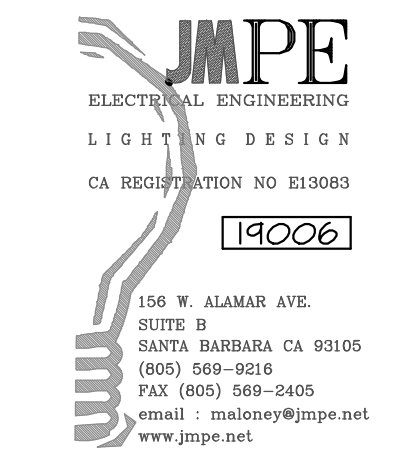 JMPE
ELECTRICAL ENGINEERING
LIGHTING DESIGN
CA REGISTRATION NO E13083
19006
156 W. ALAMAR AVE.
SUITE B
SANTA BARBARA CA 93105
(805) 569-9216
FAX (805) 569-2405
email : maloney@jmpe.net
www.jmpe.net